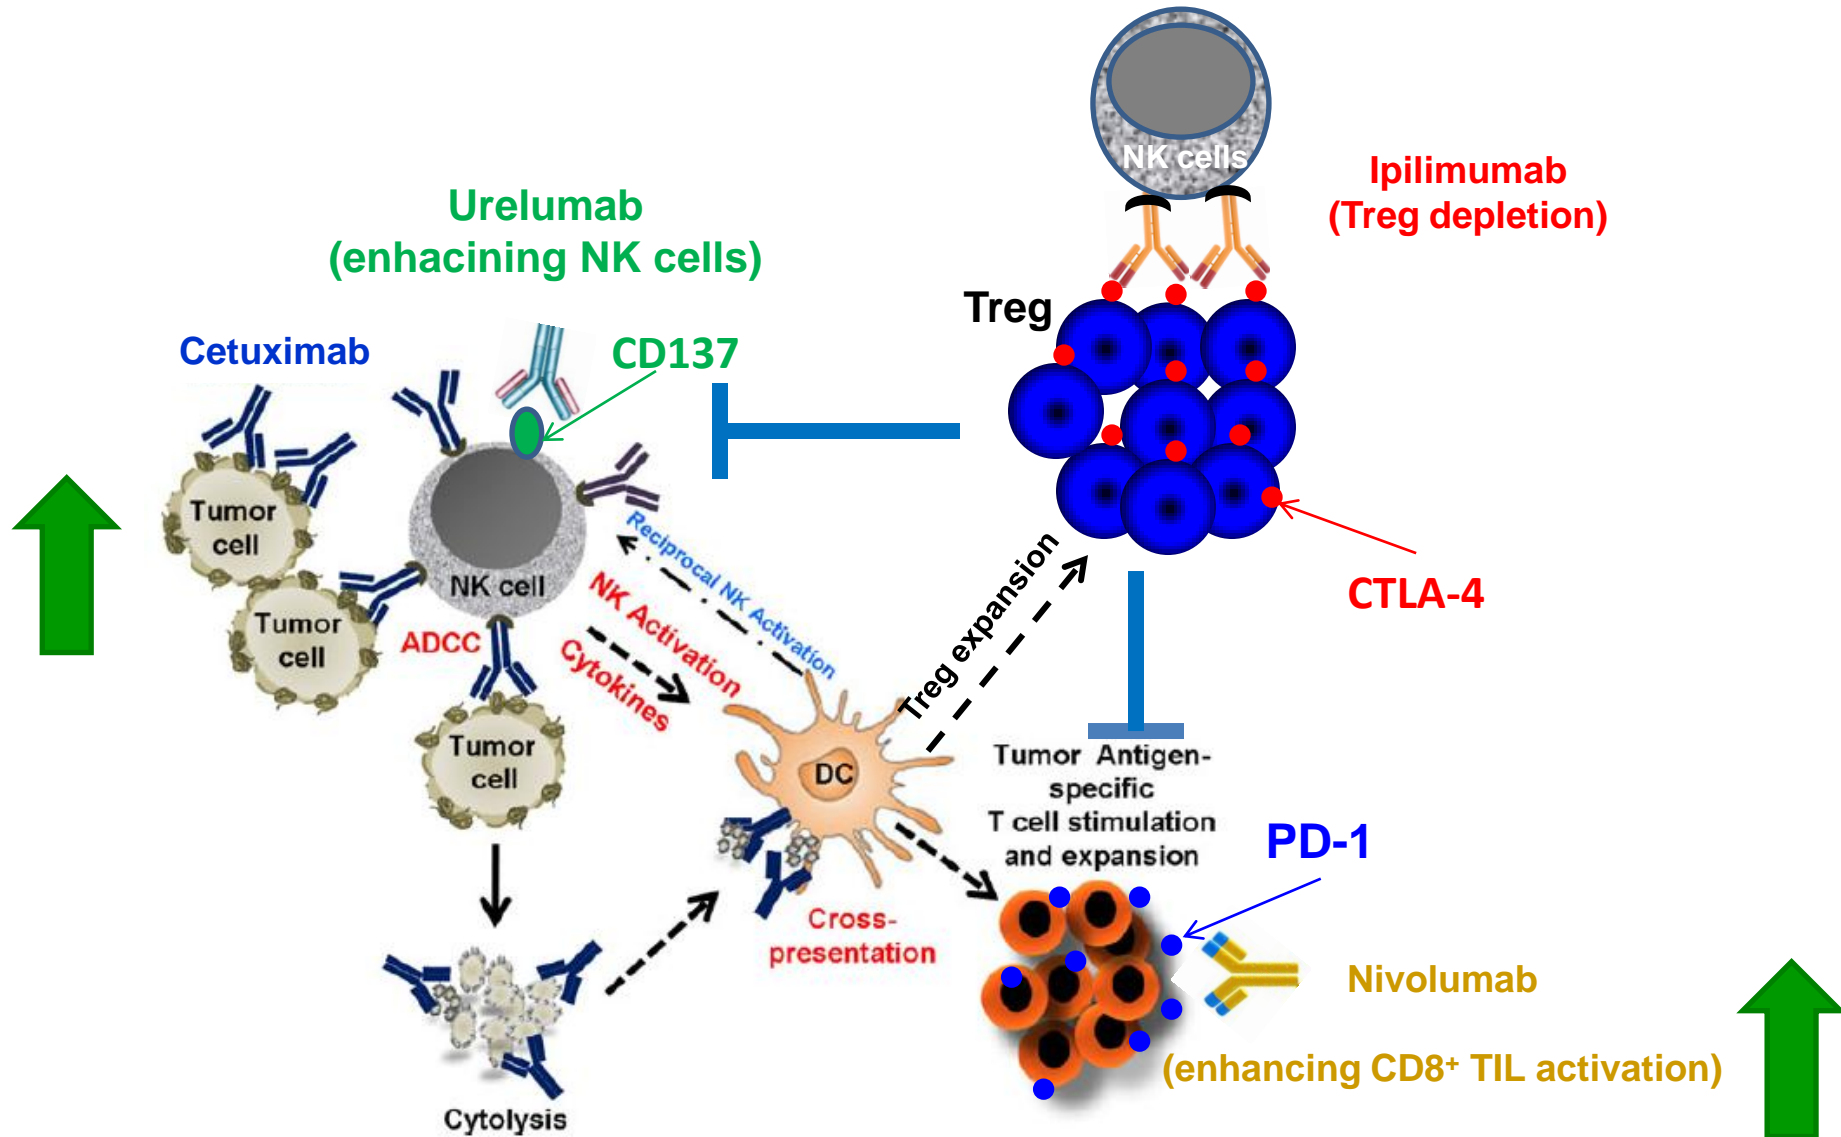 NK cells
Ipilimumab
(Treg depletion)
Urelumab
(enhacining NK cells)
Treg
Cetuximab
CD137
Tumor
cell
NK cell
Reciprocal NK Activation
Treg expansion
CTLA-4
Tumor
cell
ADCC
NK Activation
Cytokines
Tumor
cell
DC
Tumor Antigen-
specific
T cell stimulation
and expansion
PD-1
Cross-
presentation
Nivolumab
(enhancing CD8⁺ TIL activation)
Cytolysis